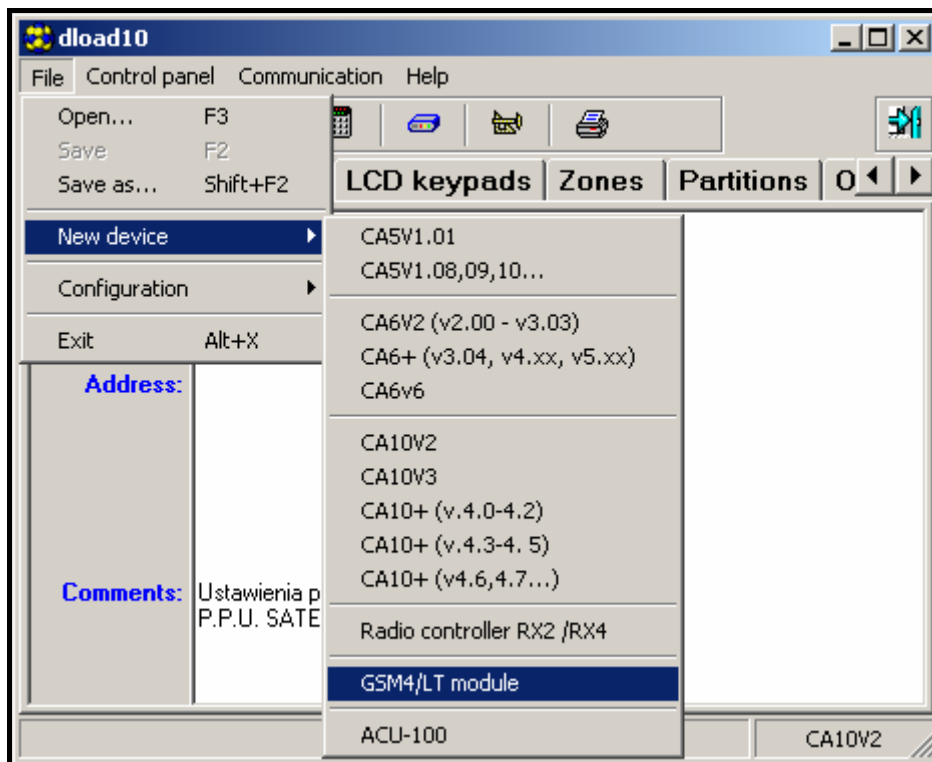 dload10
File Control panel Communication Help
Open... F3
Save F2
Save as... Shift+F2
New device
Configuration
Exit Alt+X
LCD keypads Zones Partitions O
CA5V1.01
CA5V1.08,09,10...
CA6V2 (v2.00 - v3.03)
CA6+ (v3.04, v4.xx, v5.xx)
CA6v6
CA10V2
CA10V3
CA10+ (v.4.0-4.2)
CA10+ (v.4.3-4. 5)
CA10+ (v4.6,4.7...)
Radio controller RX2 /RX4
GSM4/LT module
ACU-100
Address:
Comments: Ustawienia p
P.P.U. SATE
CA10V2